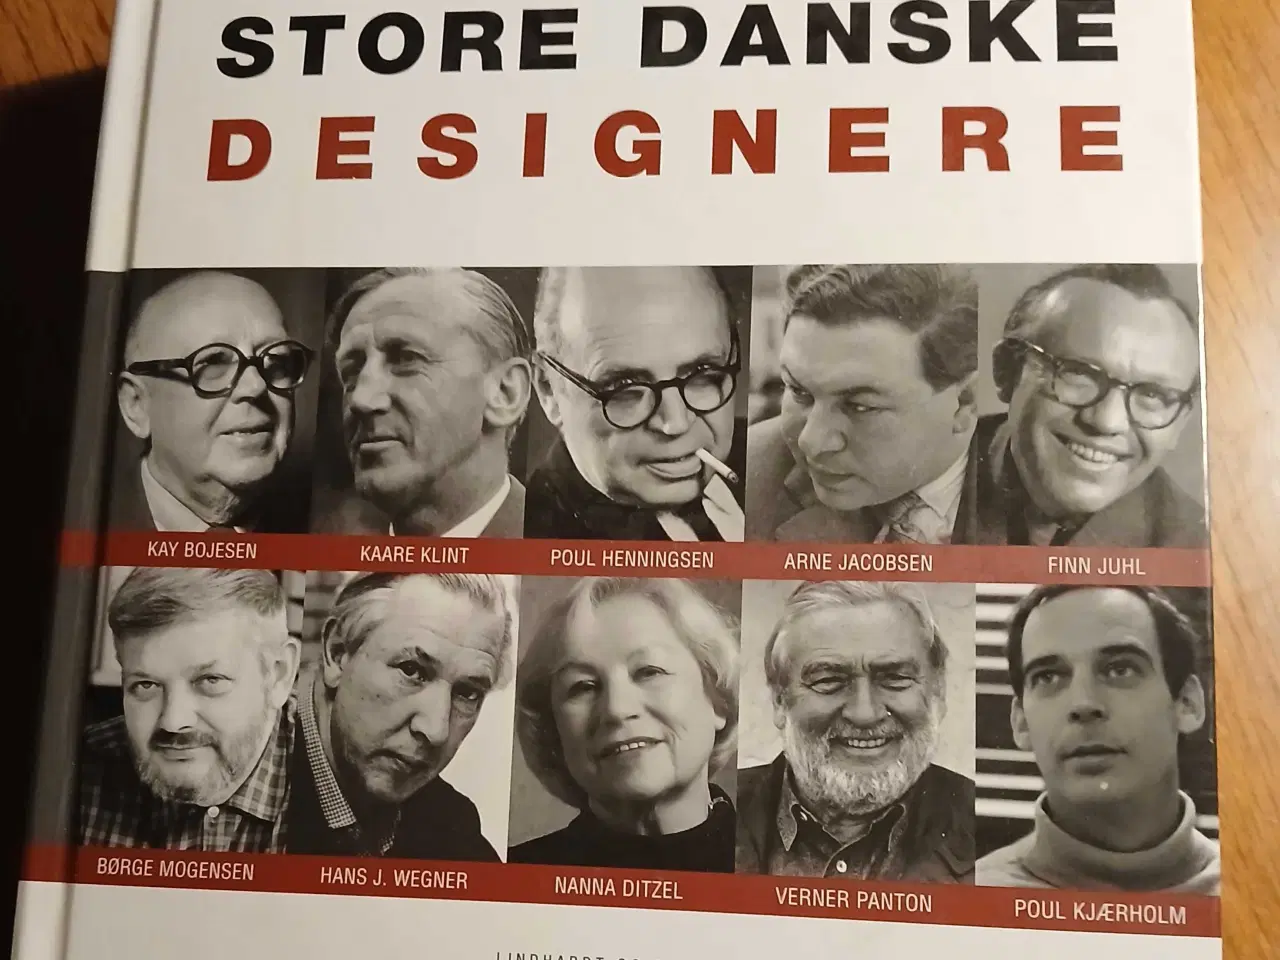 STORE DANSKE
DESIGNERE
KAY BOJESEN
KAARE KLINT
POUL HENNINGSEN
ARNE JACOBSEN
FINN JUHL
BØRGE MOGENSEN
HANS J. WEGNER
NANNA DITZEL
VERNER PANTON
POUL KJÆRHOLM
LINDHARDT